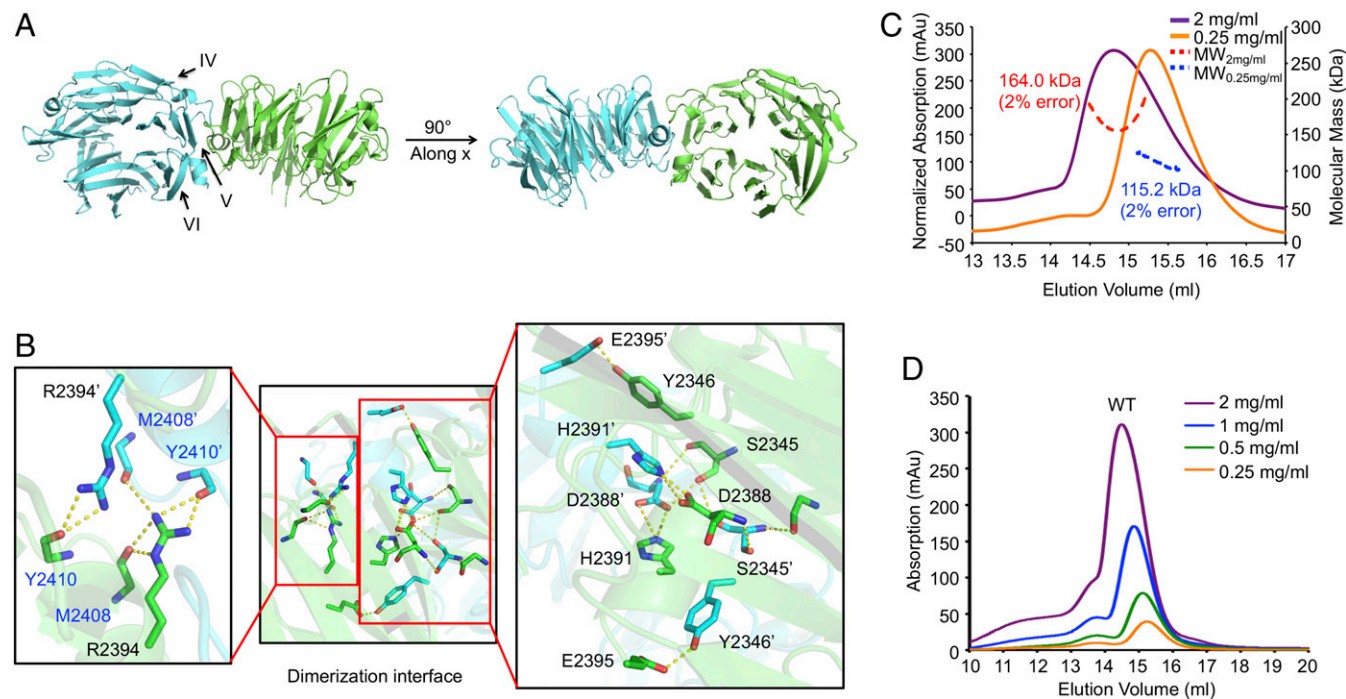 A
IV
V
VI
90°
Along x
B
R2394'
M2408'
Y2410'
Y2410
M2408
R2394
Dimerization interface
E2395'
Y2346
H2391'
S2345
D2388'
D2388
H2391
S2345'
Y2346'
E2395
C
2 mg/ml
0.25 mg/ml
MW2mg/ml
MW0.25mg/ml
164.0 kDa
(2% error)
115.2 kDa
(2% error)
Normalized Absorption (mAu)
350
300
250
200
150
100
50
0
-50
Molecular Mass (kDa)
300
250
200
150
100
50
0
13 13.5 14 14.5 15 15.5 16 16.5 17
Elution Volume (ml)
D
WT
2 mg/ml
1 mg/ml
0.5 mg/ml
0.25 mg/ml
Absorption (mAu)
350
300
250
200
150
100
50
0
10 11 12 13 14 15 16 17 18 19 20
Elution Volume (ml)